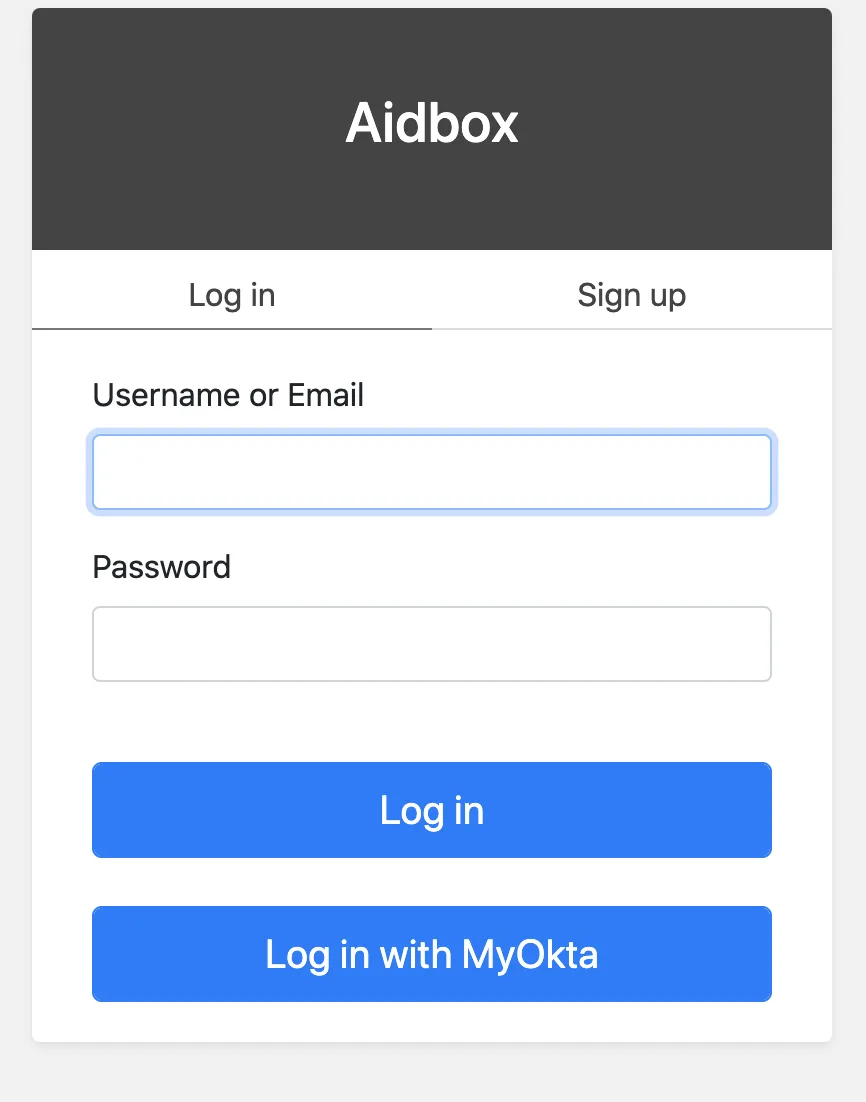 Aidbox
Log in
Sign up
Username or Email
Password
Log in
Log in with MyOkta